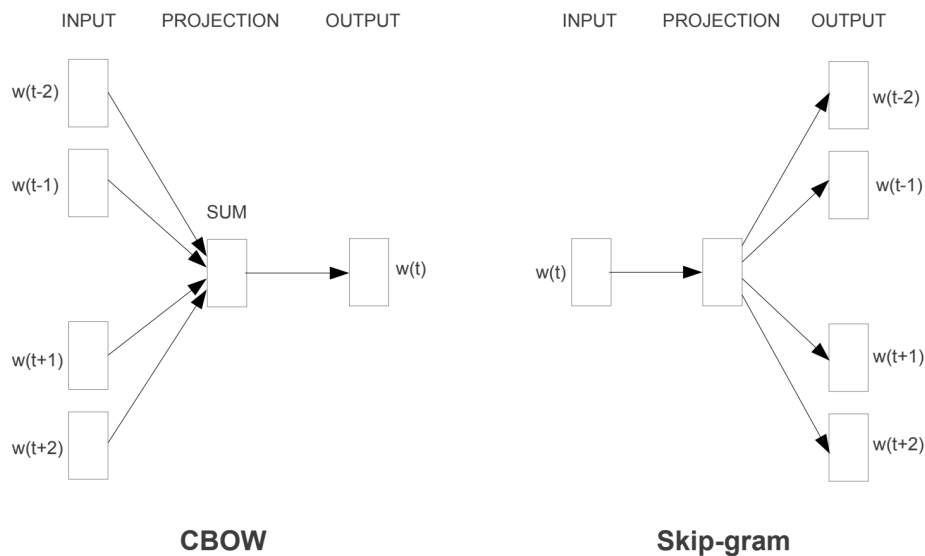 INPUT PROJECTION OUTPUT
w(t-2)
w(t-1)
SUM
w(t)
w(t+1)
w(t+2)
CBOW
INPUT PROJECTION OUTPUT
w(t-2)
w(t-1)
w(t)
w(t+1)
w(t+2)
Skip-gram